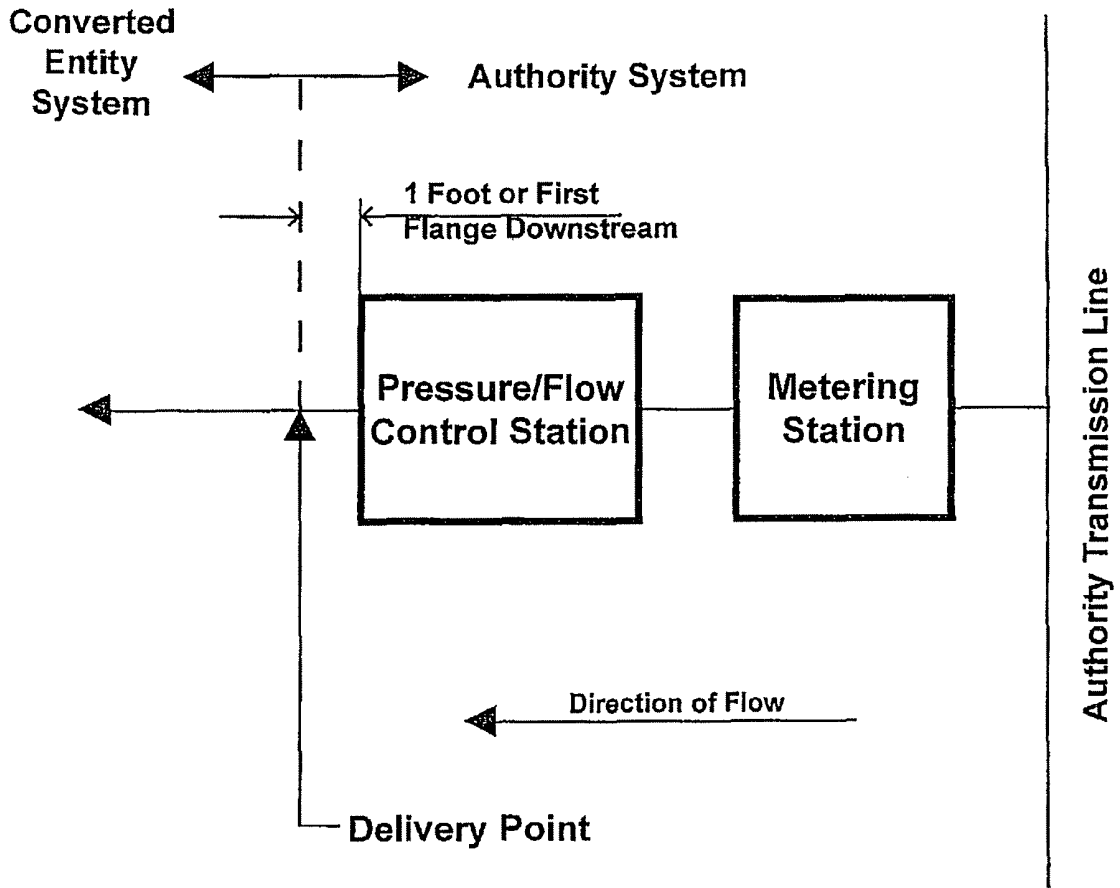 Converted
Entity
System
Authority System
1 Foot or First
Flange Downstream
Pressure/Flow
Control Station
Metering
Station
Authority Transmission Line
Direction of Flow
Delivery Point